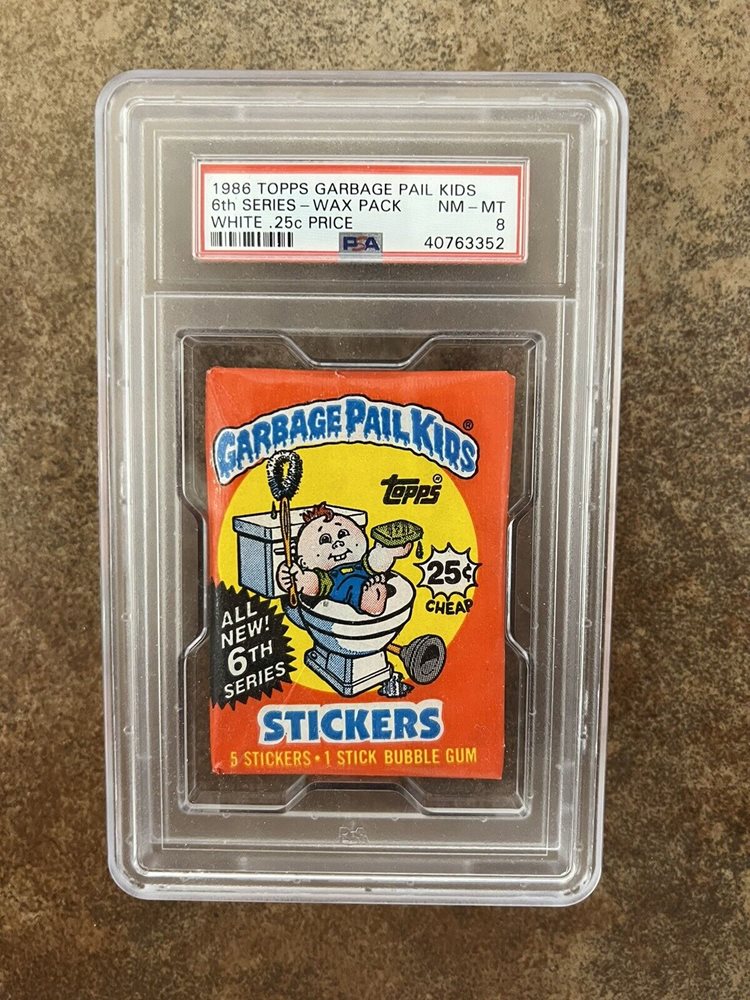 1986 TOPPS GARBAGE PAIL KIDS
6th SERIES – WAX PACK NM – MT
WHITE .25c PRICE 8
PSA 40763352
GARBAGE PAIL KIDS®
TOPPS®
25¢
CHEAP
ALL
NEW!
6TH
SERIES
STICKERS
5 STICKERS • 1 STICK BUBBLE GUM
PSA